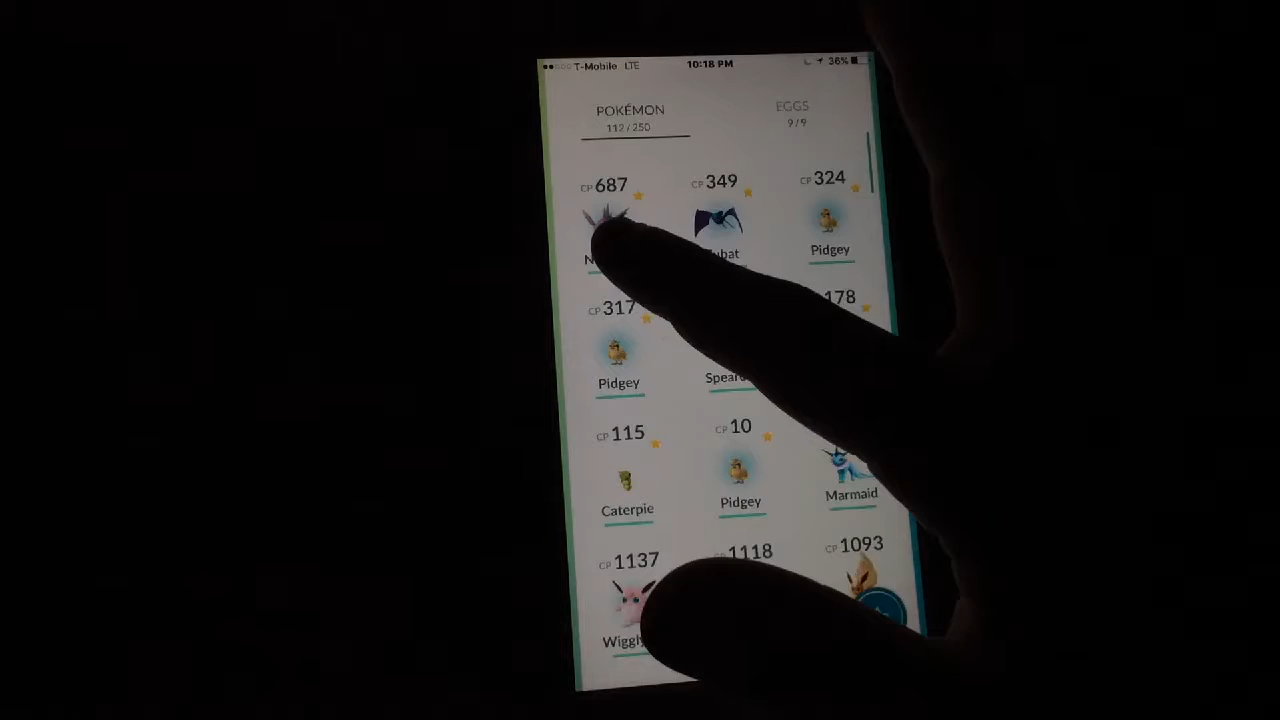 T-Mobile LTE 10:18 PM 36%
POKÉMON EGGS
112 / 250 9 / 9
CP 687 CP 349 CP 324
Pidgey
CP 317 178
Pidgey
CP 115 CP 10
Caterpie Pidgey Marmaid
CP 1137 CP 1118 CP 1093